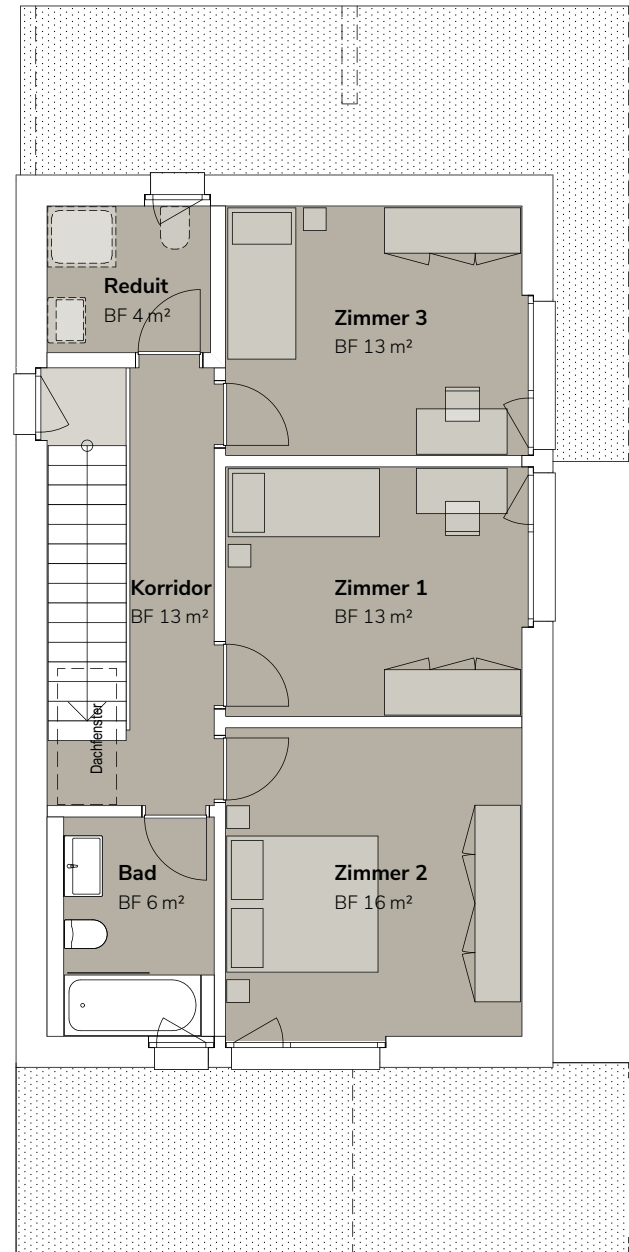 Reduit
BF 4 m²
Zimmer 3
BF 13 m²
Korridor
BF 13 m²
Zimmer 1
BF 13 m²
Dachfenster
Bad
BF 6 m²
Zimmer 2
BF 16 m²